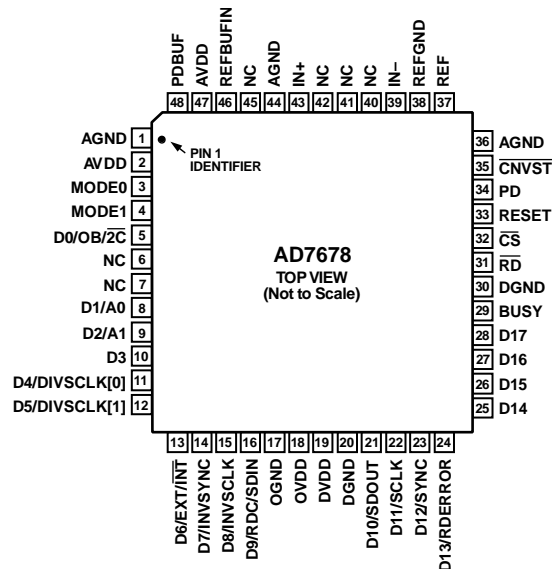 PDBUF
AVDD
REFBUFIN
NC
AGND
IN+
NC
NC
NC
IN–
REFGND
REF
48 47 46 45 44 43 42 41 40 39 38 37
AGND 1
AVDD 2
MODE0 3
MODE1 4
D0/OB/2C̅ 5
NC 6
NC 7
D1/A0 8
D2/A1 9
D3 10
D4/DIVSCLK[0] 11
D5/DIVSCLK[1] 12
PIN 1
IDENTIFIER
AD7678
TOP VIEW
(Not to Scale)
36 AGND
35 C̅N̅V̅S̅T̅
34 PD
33 RESET
32 C̅S̅
31 R̅D̅
30 DGND
29 BUSY
28 D17
27 D16
26 D15
25 D14
13 14 15 16 17 18 19 20 21 22 23 24
D6/EXT/I̅N̅T̅
D7/INVSYNC
D8/INVSCLK
D9/RDC/SDIN
OGND
OVDD
DVDD
DGND
D10/SDOUT
D11/SCLK
D12/SYNC
D13/RDERROR